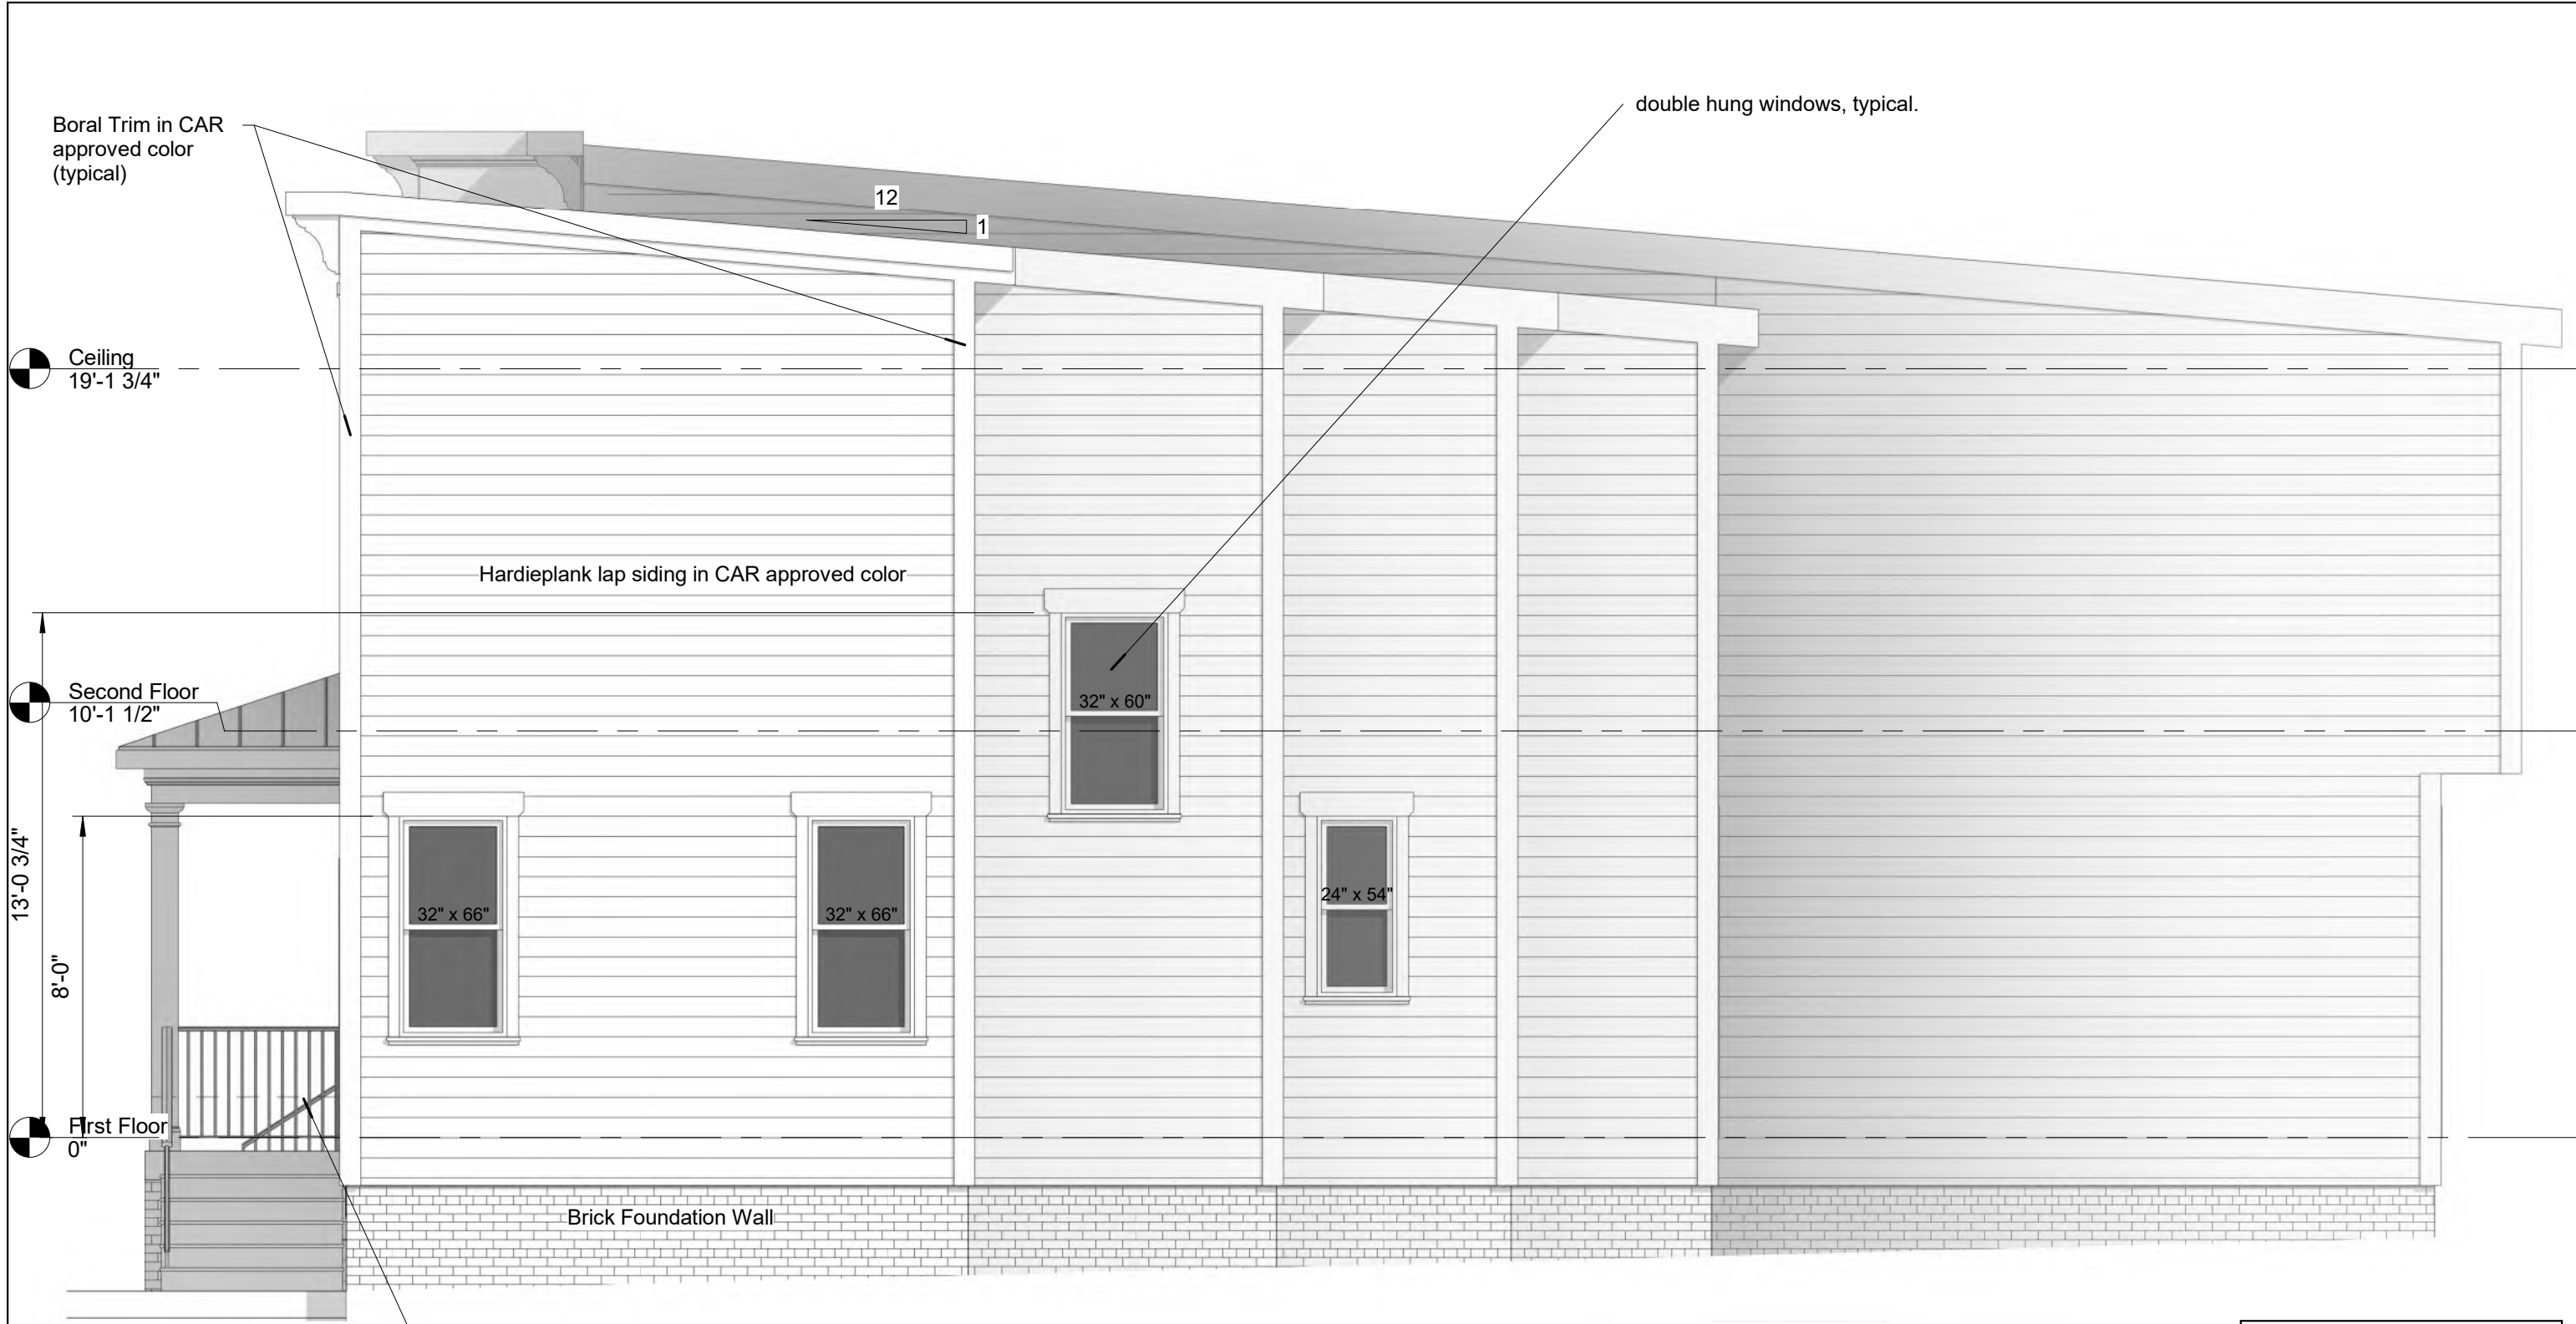 Boral Trim in CAR
approved color
(typical)
double hung windows, typical.
12
1
Ceiling
19'-1 3/4"
Hardieplank lap siding in CAR approved color
Second Floor
10'-1 1/2"
32" x 60"
13'-0 3/4"
8'-0"
32" x 66"
32" x 66"
24" x 54"
First Floor
0"
Brick Foundation Wall